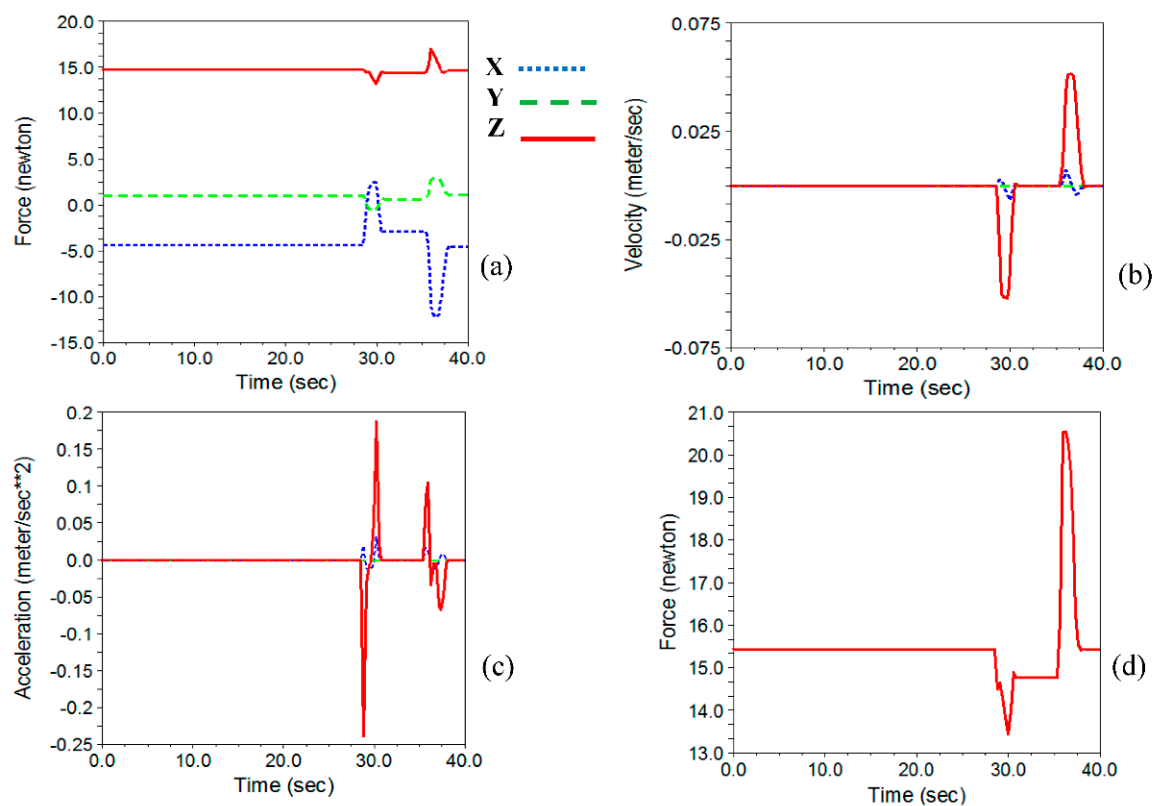 20.0
15.0
10.0
5.0
0.0
-5.0
-10.0
-15.0
Force (newton)
0.0 10.0 20.0 30.0 40.0
Time (sec)
(a)
X
Y
Z
0.075
0.025
-0.025
-0.075
Velocity (meter/sec)
0.0 10.0 20.0 30.0 40.0
Time (sec)
(b)
0.2
0.15
0.1
0.05
0.0
-0.05
-0.1
-0.15
-0.2
-0.25
Acceleration (meter/sec**2)
0.0 10.0 20.0 30.0 40.0
Time (sec)
(c)
21.0
20.0
19.0
18.0
17.0
16.0
15.0
14.0
13.0
Force (newton)
0.0 10.0 20.0 30.0 40.0
Time (sec)
(d)